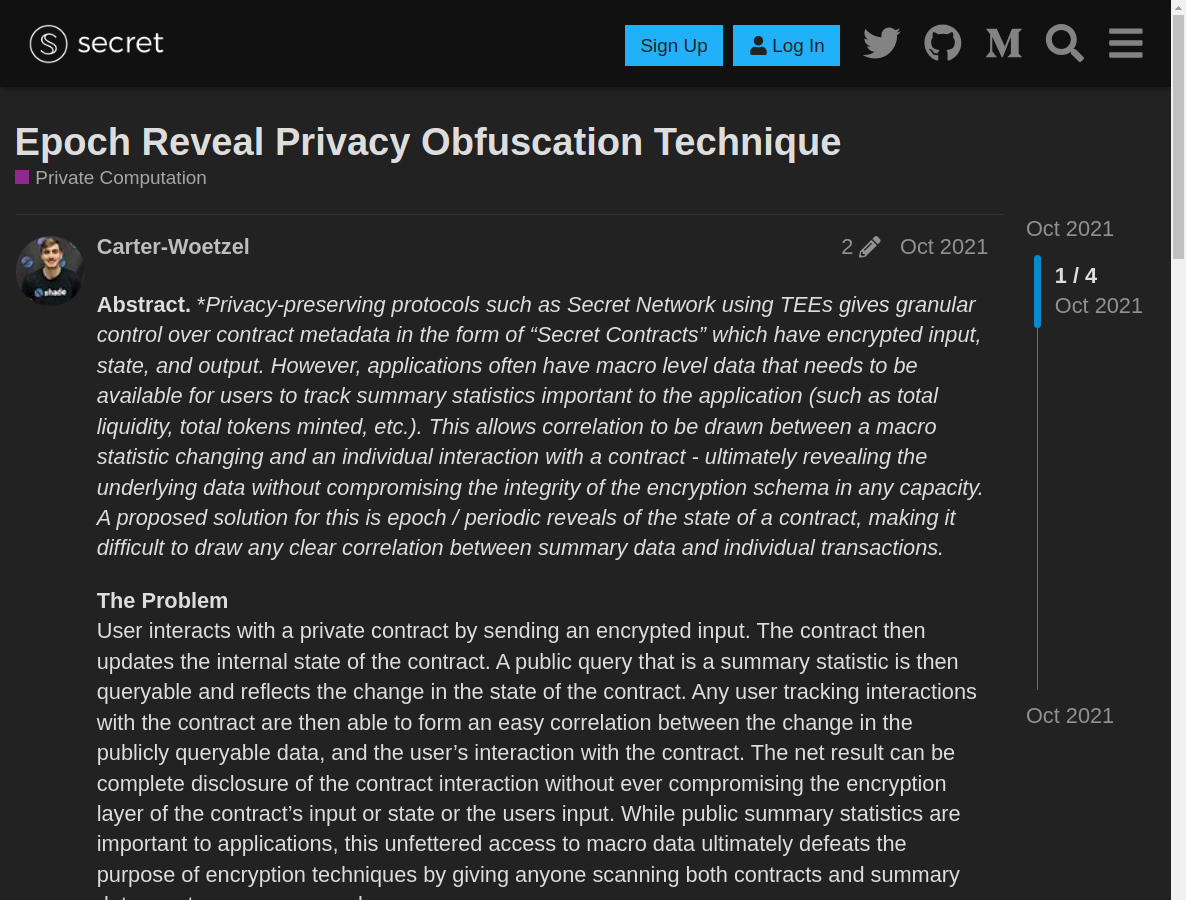 secret
Sign Up
Log In
Epoch Reveal Privacy Obfuscation Technique
Private Computation
Carter-Woetzel
2
Oct 2021
Abstract. *Privacy-preserving protocols such as Secret Network using TEEs gives granular
control over contract metadata in the form of “Secret Contracts” which have encrypted input,
state, and output. However, applications often have macro level data that needs to be
available for users to track summary statistics important to the application (such as total
liquidity, total tokens minted, etc.). This allows correlation to be drawn between a macro
statistic changing and an individual interaction with a contract - ultimately revealing the
underlying data without compromising the integrity of the encryption schema in any capacity.
A proposed solution for this is epoch / periodic reveals of the state of a contract, making it
difficult to draw any clear correlation between summary data and individual transactions.
The Problem
User interacts with a private contract by sending an encrypted input. The contract then
updates the internal state of the contract. A public query that is a summary statistic is then
queryable and reflects the change in the state of the contract. Any user tracking interactions
with the contract are then able to form an easy correlation between the change in the
publicly queryable data, and the user’s interaction with the contract. The net result can be
complete disclosure of the contract interaction without ever compromising the encryption
layer of the contract’s input or state or the users input. While public summary statistics are
important to applications, this unfettered access to macro data ultimately defeats the
purpose of encryption techniques by giving anyone scanning both contracts and summary
Oct 2021
1 / 4
Oct 2021
Oct 2021
shade